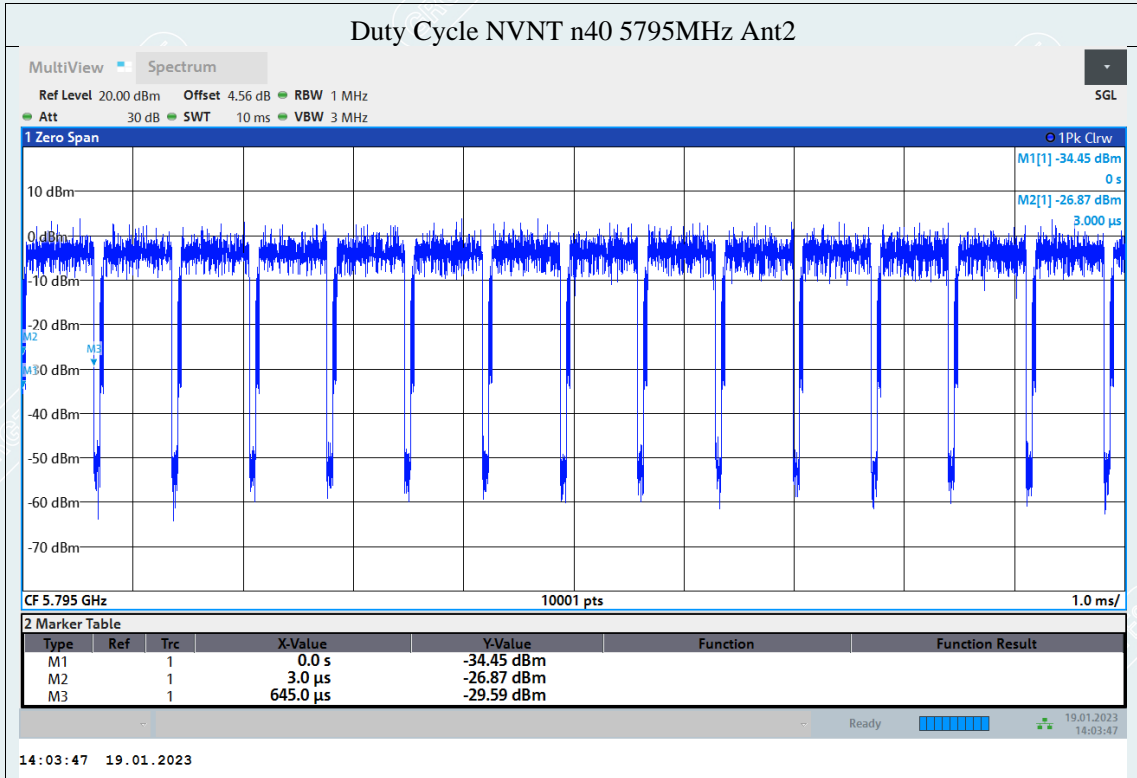 Duty Cycle NVNT n40 5795MHz Ant2
MultiView Spectrum
Ref Level 20.00 dBm Offset 4.56 dB RBW 1 MHz SGL
Att 30 dB SWT 10 ms VBW 3 MHz
1 Zero Span 1Pk Clrw
M1[1] -34.45 dBm
0 s
M2[1] -26.87 dBm
3.000 µs
10 dBm
0 dBm
-10 dBm
-20 dBm
M2
M3
-30 dBm
-40 dBm
-50 dBm
-60 dBm
-70 dBm
CF 5.795 GHz 10001 pts 1.0 ms/
2 Marker Table
Type Ref Trc X-Value Y-Value Function Function Result
M1 1 0.0 s -34.45 dBm
M2 1 3.0 µs -26.87 dBm
M3 1 645.0 µs -29.59 dBm
Ready 19.01.2023
14:03:47
14:03:47 19.01.2023